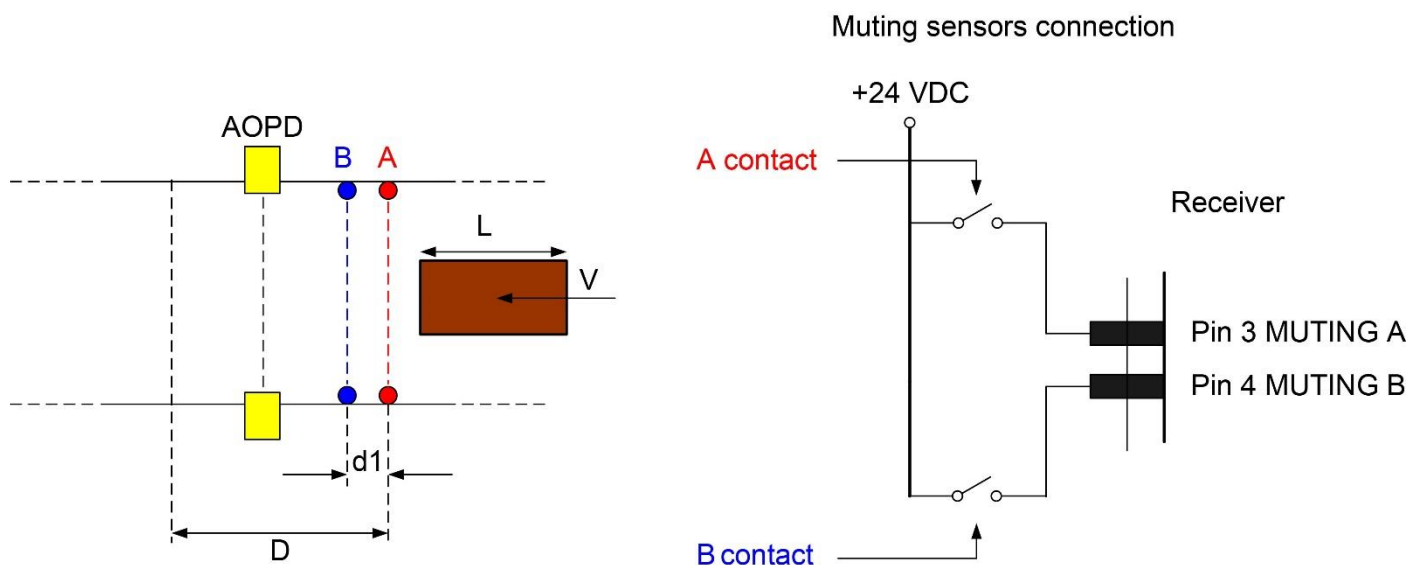 Muting sensors connection
+24 VDC
AOPD
B A
A contact
L
Receiver
V
Pin 3 MUTING A
Pin 4 MUTING B
d1
D
B contact